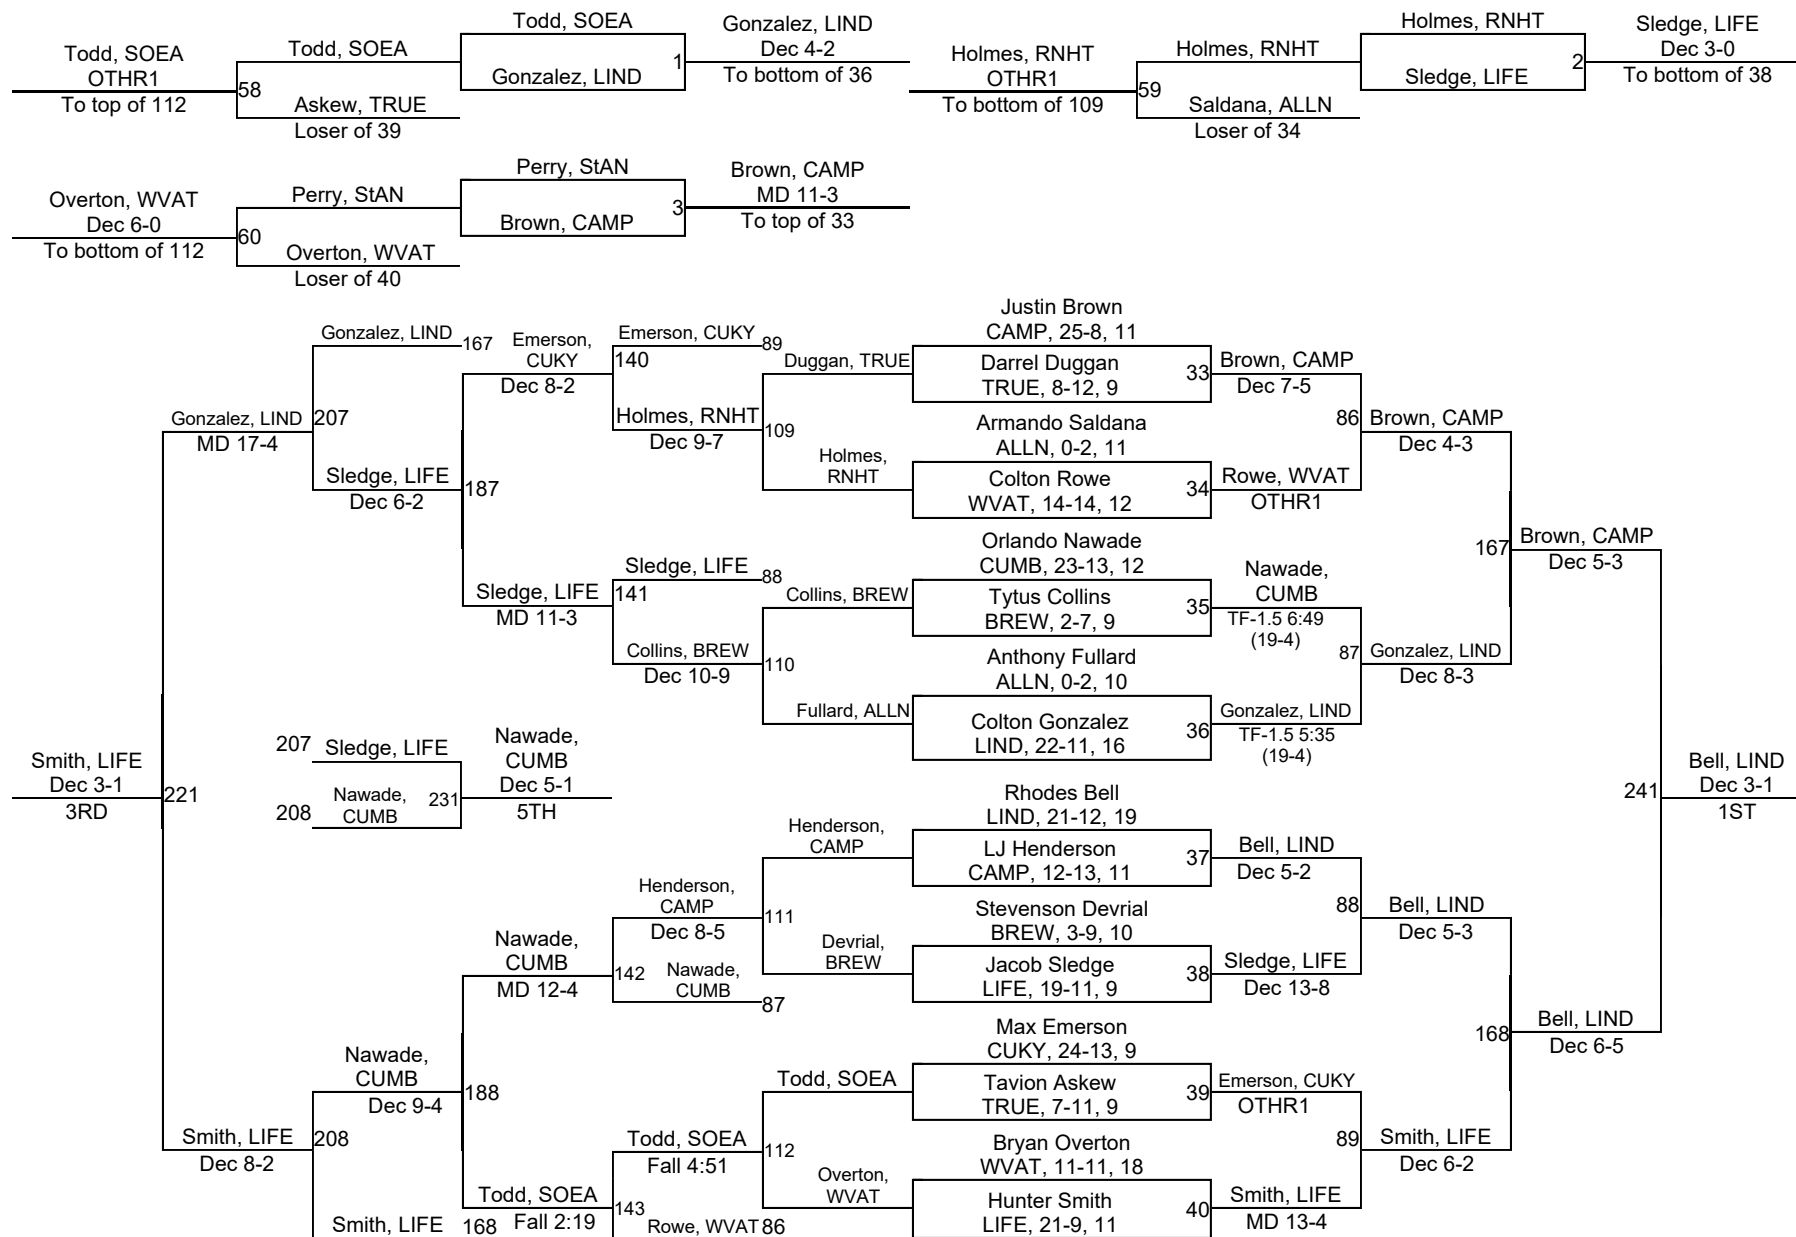 Todd, SOEA
OTHR1
To top of 112
Todd, SOEA
58
Askew, TRUE
Loser of 39
Todd, SOEA
Gonzalez, LIND
1
Gonzalez, LIND
Dec 4-2
To bottom of 36
Holmes, RNHT
OTHR1
To bottom of 109
Holmes, RNHT
59
Saldana, ALLN
Loser of 34
Holmes, RNHT
Sledge, LIFE
2
Sledge, LIFE
Dec 3-0
To bottom of 38
Overton, WVAT
Dec 6-0
To bottom of 112
Perry, StAN
60
Overton, WVAT
Loser of 40
Perry, StAN
Brown, CAMP
3
Brown, CAMP
MD 11-3
To top of 33
Justin Brown
CAMP, 25-8, 11
Darrel Duggan
TRUE, 8-12, 9
33
Brown, CAMP
Dec 7-5
Armando Saldana
ALLN, 0-2, 11
Colton Rowe
WVAT, 14-14, 12
34
Rowe, WVAT
OTHR1
86
Brown, CAMP
Dec 4-3
Orlando Nawade
CUMB, 23-13, 12
Tytus Collins
BREW, 2-7, 9
35
Nawade,
CUMB
TF-1.5 6:49
(19-4)
Anthony Fullard
ALLN, 0-2, 10
Colton Gonzalez
LIND, 22-11, 16
36
Gonzalez, LIND
TF-1.5 5:35
(19-4)
87
Gonzalez, LIND
Dec 8-3
167
Brown, CAMP
Dec 5-3
Rhodes Bell
LIND, 21-12, 19
LJ Henderson
CAMP, 12-13, 11
37
Bell, LIND
Dec 5-2
Stevenson Devrial
BREW, 3-9, 10
Jacob Sledge
LIFE, 19-11, 9
38
Sledge, LIFE
Dec 13-8
88
Bell, LIND
Dec 5-3
Max Emerson
CUKY, 24-13, 9
Tavion Askew
TRUE, 7-11, 9
39
Emerson, CUKY
OTHR1
Bryan Overton
WVAT, 11-11, 18
Hunter Smith
LIFE, 21-9, 11
40
Smith, LIFE
MD 13-4
89
Smith, LIFE
Dec 6-2
168
Bell, LIND
Dec 6-5
241
Bell, LIND
Dec 3-1
1ST
Duggan, TRUE
109
Holmes,
RNHT
Collins, BREW
110
Fullard, ALLN
Henderson,
CAMP
111
Devrial,
BREW
Todd, SOEA
112
Overton,
WVAT
Emerson, CUKY
89
140
Holmes, RNHT
Dec 9-7
Sledge, LIFE
88
141
Collins, BREW
Dec 10-9
Henderson,
CAMP
Dec 8-5
142
Nawade,
CUMB
87
Todd, SOEA
Fall 4:51
143
Rowe, WVAT
86
Emerson,
CUKY
Dec 8-2
187
Sledge, LIFE
MD 11-3
Nawade,
CUMB
MD 12-4
188
Todd, SOEA
Fall 2:19
Gonzalez, LIND
167
207
Sledge, LIFE
Dec 6-2
Nawade,
CUMB
Dec 9-4
208
Smith, LIFE
168
Gonzalez, LIND
MD 17-4
221
Smith, LIFE
Dec 8-2
Smith, LIFE
Dec 3-1
3RD
207
Sledge, LIFE
208
Nawade,
CUMB
231
Nawade,
CUMB
Dec 5-1
5TH